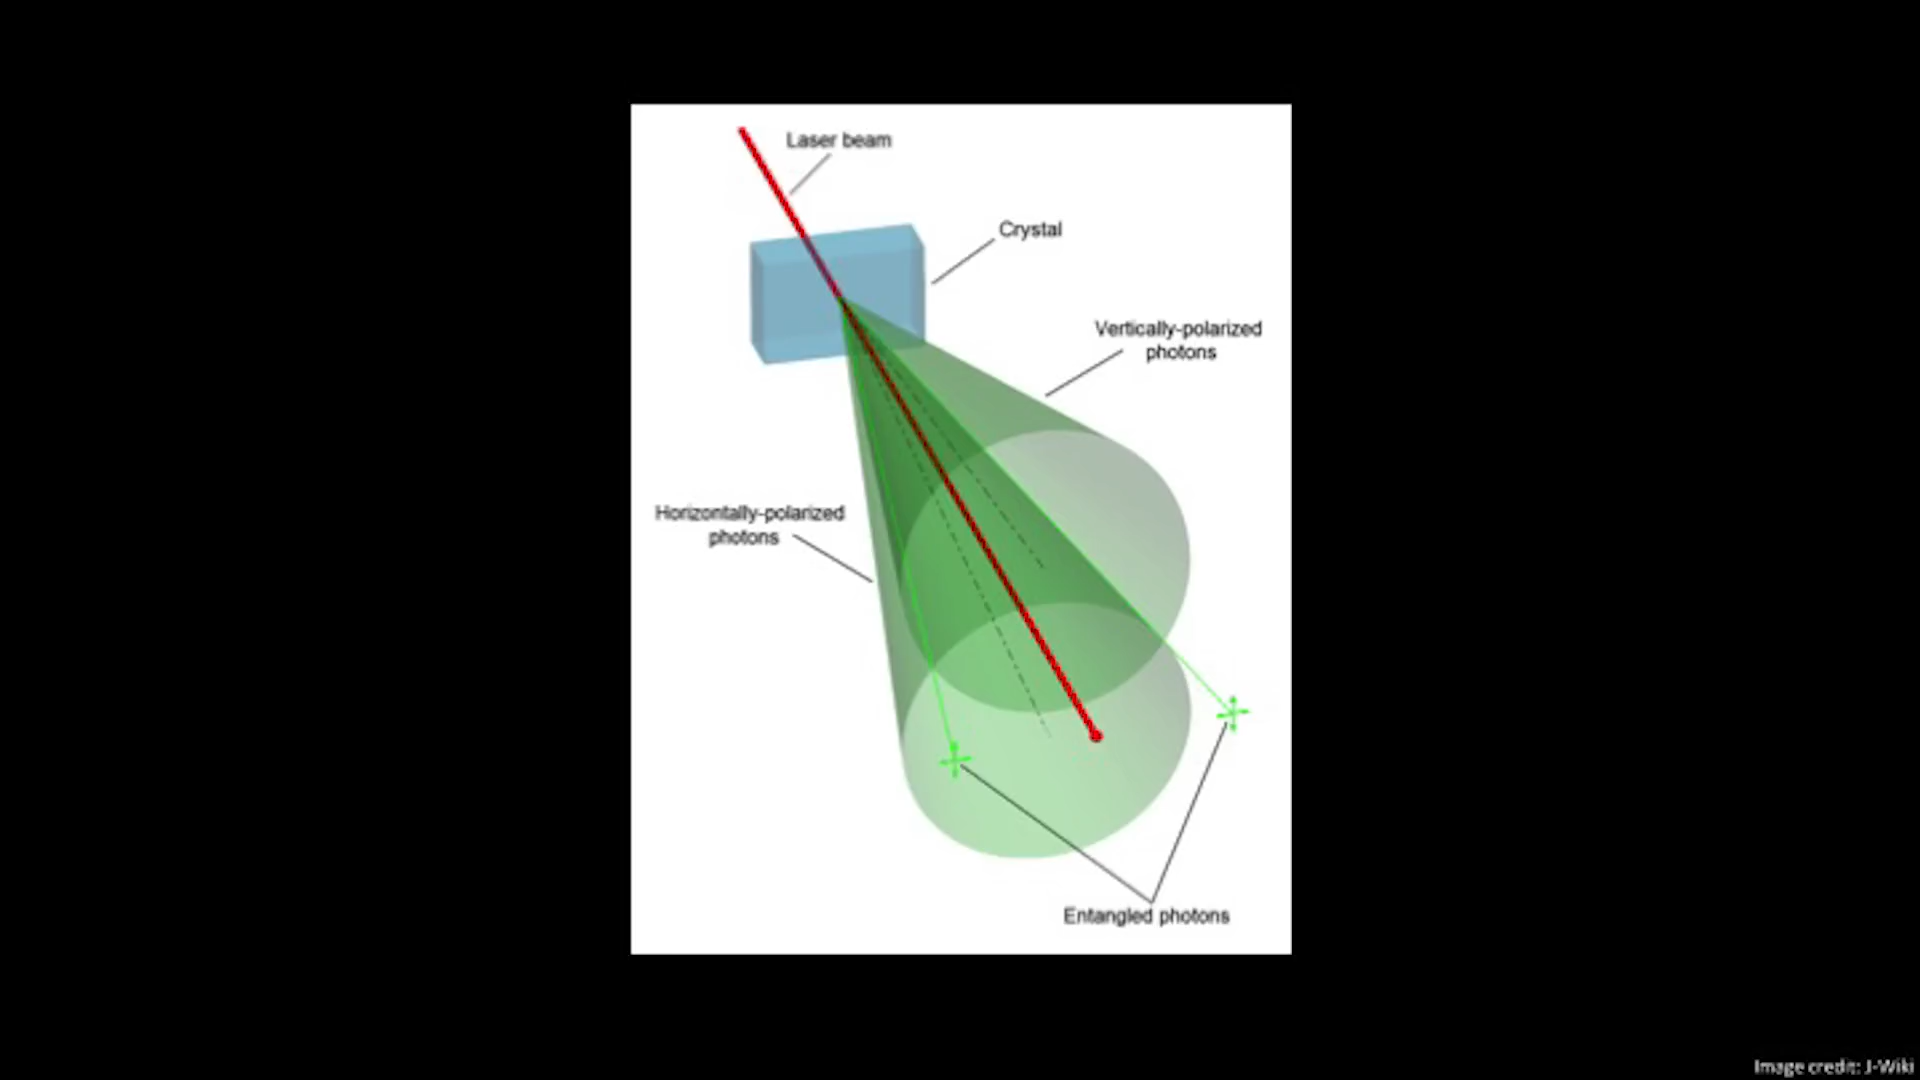 Laser beam
Crystal
Vertically-polarized
photons
Horizontally-polarized
photons
Entangled photons
Image credit: J-Wiki